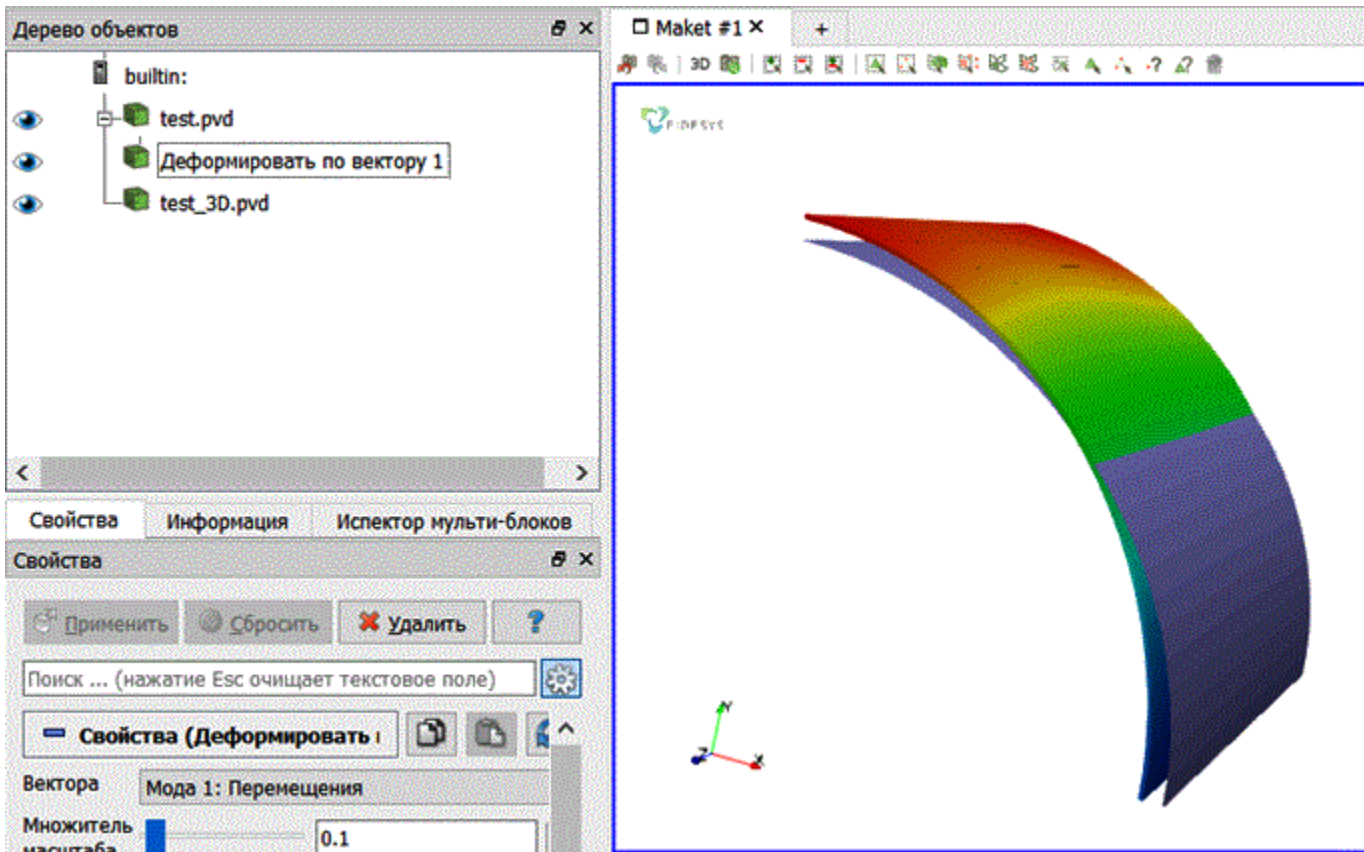 Дерево объектов
builtin:
test.pvd
Деформировать по вектору 1
test_3D.pvd
Свойства Информация Испектор мульти-блоков
Свойства
Применить Сбросить Удалить ?
Поиск ... (нажатие Esc очищает текстовое поле)
Свойства (Деформировать
Вектора Мода 1: Перемещения
Множитель 0.1
масштаба
Maket #1 +
3D
FIDESYS
Y
Z X